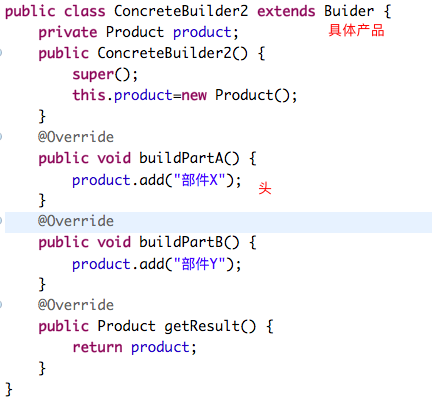 public class ConcreteBuilder2 extends Buider {
private Product product; 具体产品
public ConcreteBuilder2() {
super();
this.product=new Product();
}
@Override
public void buildPartA() {
product.add("部件X"); 头
}
@Override
public void buildPartB() {
product.add("部件Y");
}
@Override
public Product getResult() {
return product;
}
}